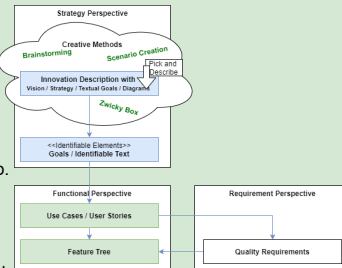 Strategy Perspective
Creative Methods
Brainstorming
Scenario Creation
Pick and
Describe
Innovation Description with
Vision / Strategy / Textual Goals / Diagrams
Zwicky Box
<<Identifiable Elements>>
Goals / Identifiable Text
Functional Perspective
Requirement Perspective
Use Cases / User Stories
Feature Tree
Quality Requirements